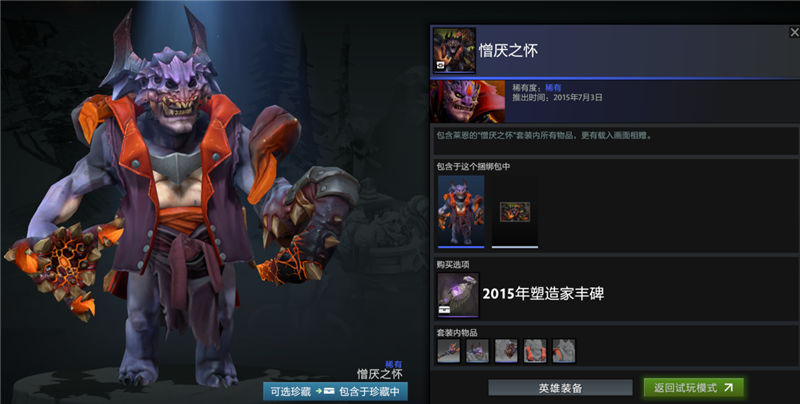 憎厌之怀
稀有度：稀有
推出时间：2015年7月3日
包含莱恩的“憎厌之怀”套装内所有物品，更有载入画面相赠。
包含于这个捆绑包中
购买选项
2015年塑造家丰碑
套装内物品
稀有
憎厌之怀
可选珍藏 → 包含于珍藏中
英雄装备
返回试玩模式